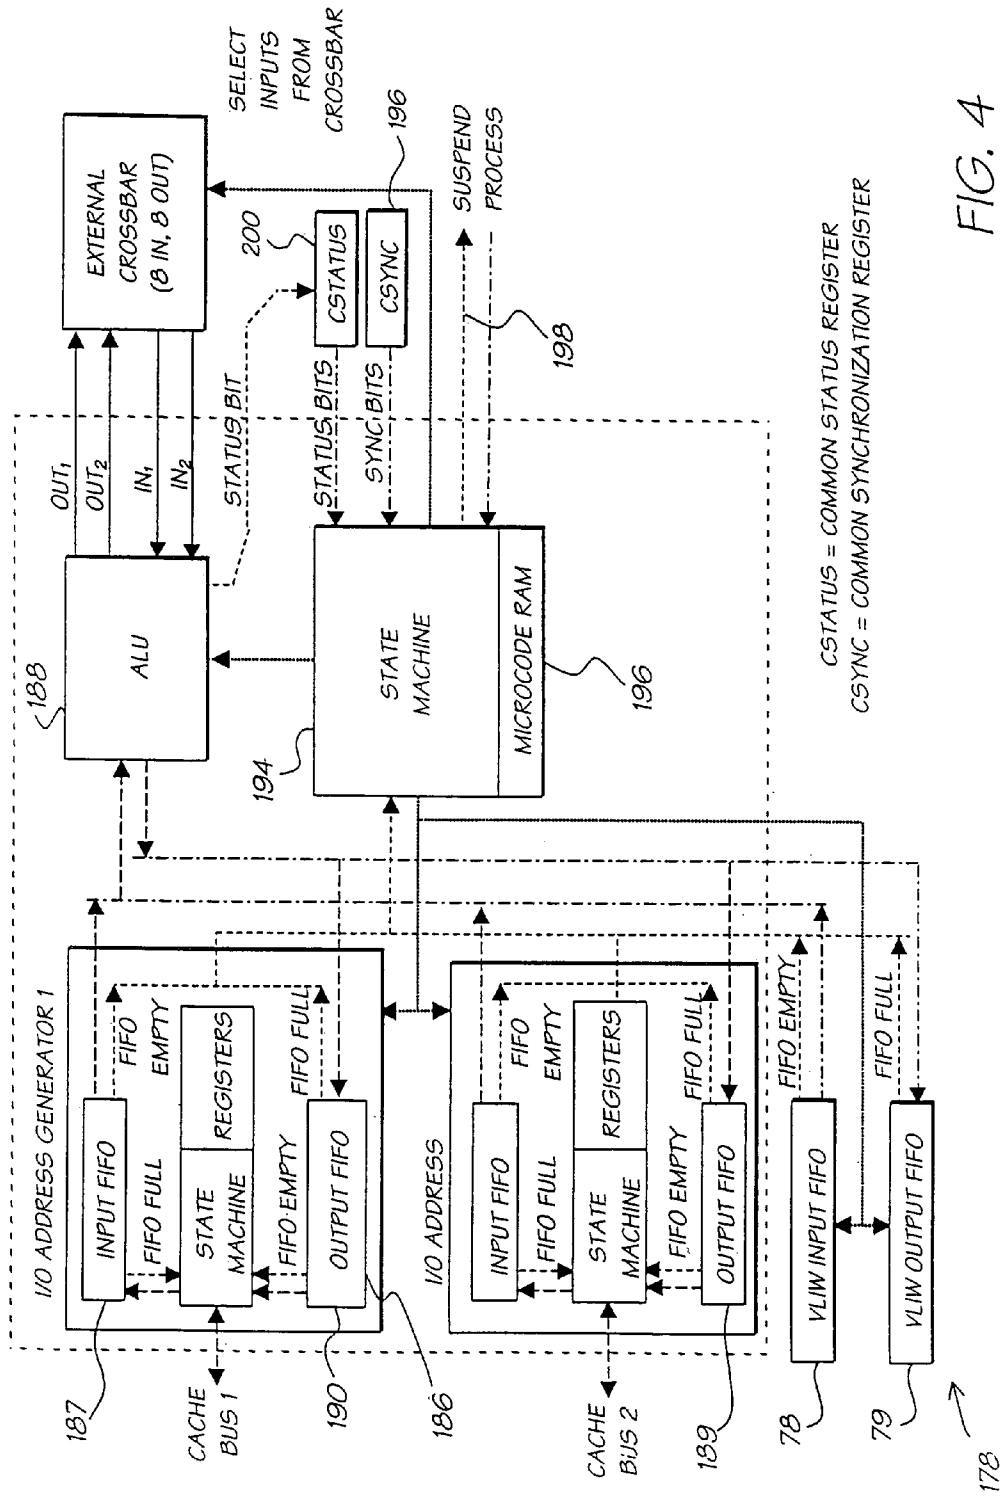 I/O ADDRESS GENERATOR 1
187
INPUT FIFO
FIFO FULL
FIFO
EMPTY
STATE
MACHINE
REGISTERS
FIFO EMPTY
FIFO FULL
OUTPUT FIFO
CACHE
BUS 1
190
186
I/O ADDRESS
INPUT FIFO
FIFO FULL
FIFO
EMPTY
STATE
MACHINE
REGISTERS
FIFO EMPTY
FIFO FULL
OUTPUT FIFO
CACHE
BUS 2
189
FIFO EMPTY
VLIW INPUT FIFO
78
FIFO FULL
VLIW OUTPUT FIFO
79
178
188
ALU
OUT1
OUT2
IN1
IN2
STATUS BIT
EXTERNAL
CROSSBAR
(8 IN, 8 OUT)
SELECT
INPUTS
FROM
CROSSBAR
194
STATE
MACHINE
MICROCODE RAM
196
STATUS BITS
SYNC BITS
200
CSTATUS
CSYNC
196
SUSPEND
PROCESS
198
CSTATUS = COMMON STATUS REGISTER
CSYNC = COMMON SYNCHRONIZATION REGISTER
FIG. 4